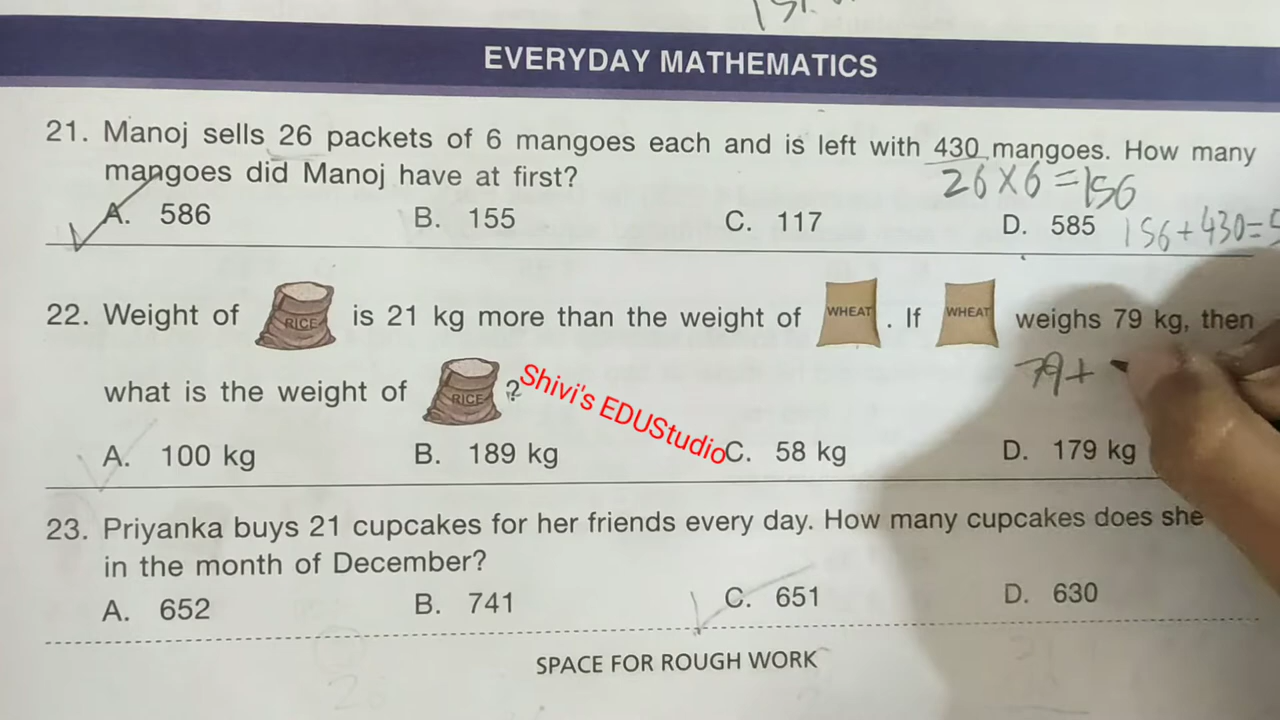 EVERYDAY MATHEMATICS
21. Manoj sells 26 packets of 6 mangoes each and is left with 430 mangoes. How many
mangoes did Manoj have at first?
26×6=156
A. 586 B. 155 C. 117 D. 585
156+430=5
22. Weight of RICE is 21 kg more than the weight of WHEAT. If WHEAT weighs 79 kg, then
79+
what is the weight of RICE?
Shivi's EDUStudio
A. 100 kg B. 189 kg C. 58 kg D. 179 kg
23. Priyanka buys 21 cupcakes for her friends every day. How many cupcakes does she
in the month of December?
A. 652 B. 741 C. 651 D. 630
SPACE FOR ROUGH WORK